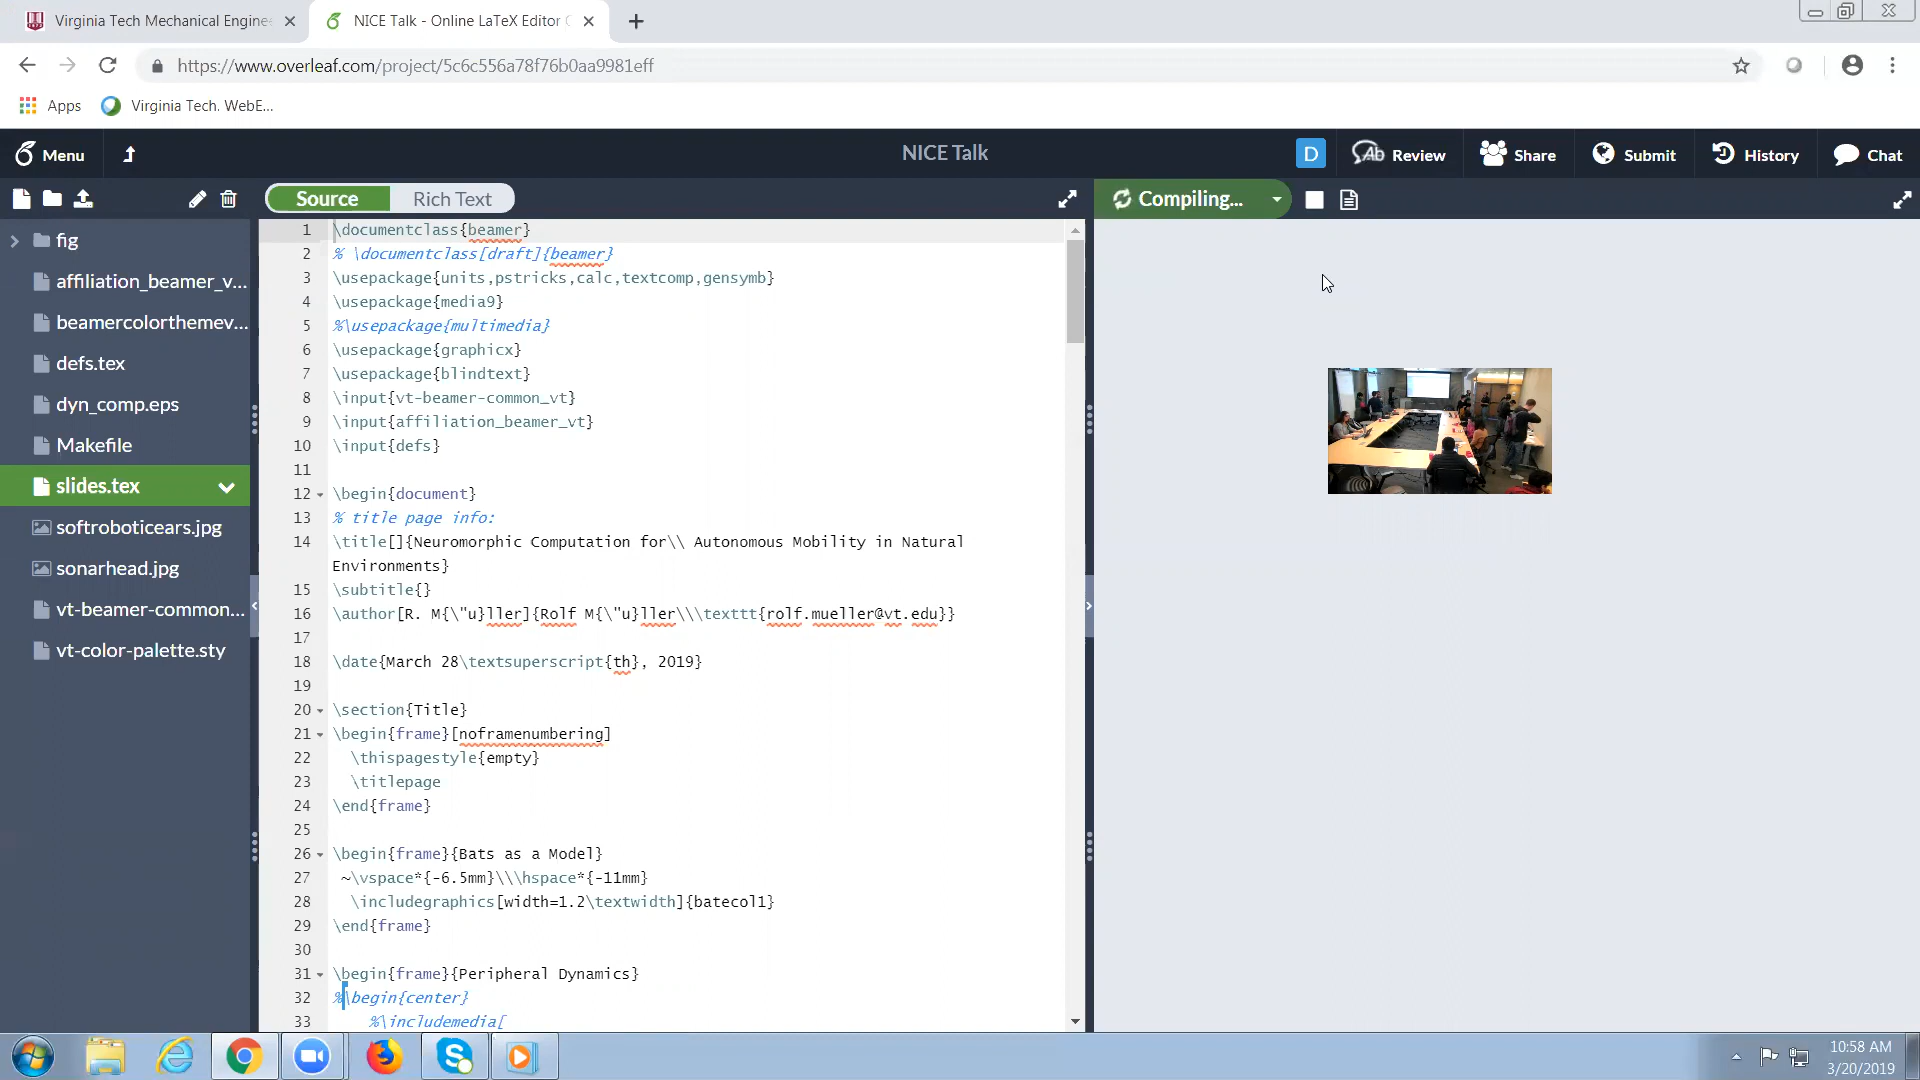 Virginia Tech Mechanical Engine
NICE Talk - Online LaTeX Editor
https://www.overleaf.com/project/5c6c556a78f76b0aa9981eff
Apps
Virginia Tech. WebE...
Menu
NICE Talk
D
Ab Review
Share
Submit
History
Chat
Source
Rich Text
Compiling...
fig
affiliation_beamer_v...
beamercolorthemev...
defs.tex
dyn_comp.eps
Makefile
slides.tex
softroboticears.jpg
sonarhead.jpg
vt-beamer-common...
vt-color-palette.sty
1 \documentclass{beamer}
2 % \documentclass[draft]{beamer}
3 \usepackage{units,pstricks,calc,textcomp,gensymb}
4 \usepackage{media9}
5 %\usepackage{multimedia}
6 \usepackage{graphicx}
7 \usepackage{blindtext}
8 \input{vt-beamer-common_vt}
9 \input{affiliation_beamer_vt}
10 \input{defs}
11
12 \begin{document}
13 % title page info:
14 \title[]{Neuromorphic Computation for\\ Autonomous Mobility in Natural
Environments}
15 \subtitle{}
16 \author[R. M{\"u}ller]{Rolf M{\"u}ller\\\texttt{rolf.mueller@vt.edu}}
17
18 \date{March 28\textsuperscript{th}, 2019}
19
20 \section{Title}
21 \begin{frame}[noframenumbering]
22 \thispagestyle{empty}
23 \titlepage
24 \end{frame}
25
26 \begin{frame}{Bats as a Model}
27 ~\vspace*{-6.5mm}\\\hspace*{-11mm}
28 \includegraphics[width=1.2\textwidth]{batecol1}
29 \end{frame}
30
31 \begin{frame}{Peripheral Dynamics}
32 %\begin{center}
33 %\includemedia[
10:58 AM
3/20/2019